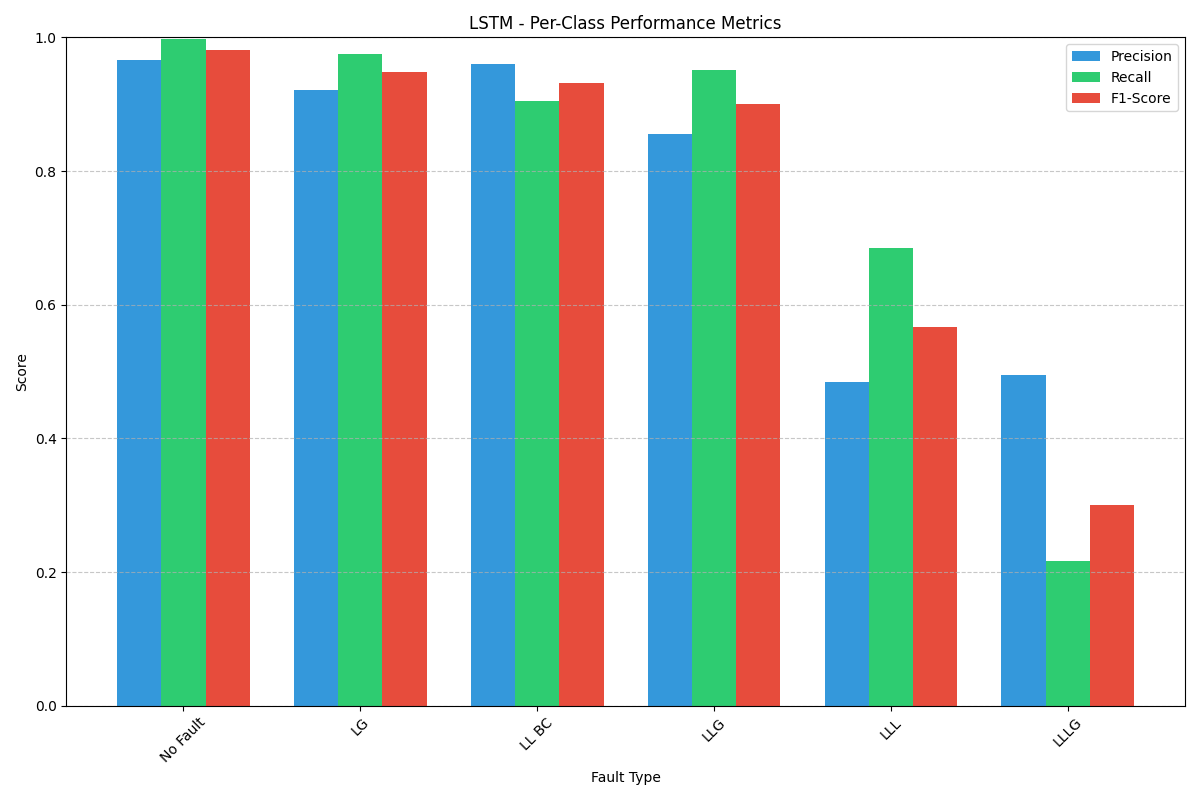 LSTM - Per-Class Performance Metrics
Precision
Recall
F1-Score
1.0
0.8
0.6
0.4
0.2
0.0
Score
No Fault
LG
LL BC
LLG
LLL
LLLG
Fault Type